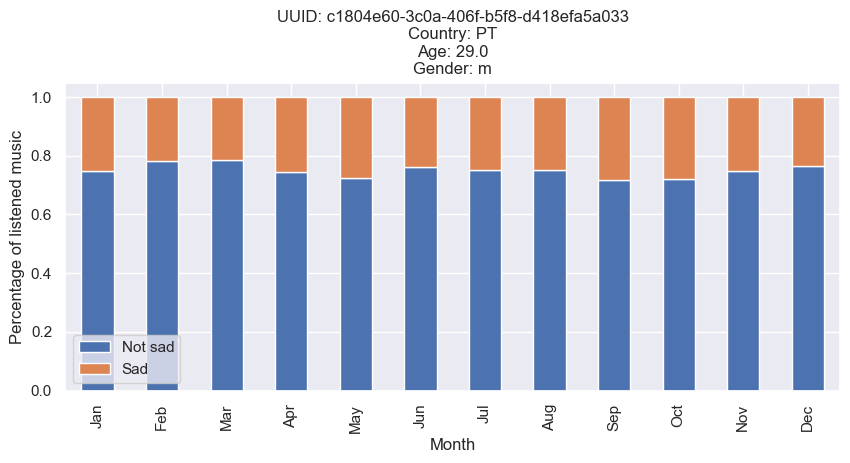 UUID: c1804e60-3c0a-406f-b5f8-d418efa5a033
Country: PT
Age: 29.0
Gender: m
Percentage of listened music
1.0
0.8
0.6
0.4
0.2
0.0
Not sad
Sad
Jan
Feb
Mar
Apr
May
Jun
Jul
Aug
Sep
Oct
Nov
Dec
Month